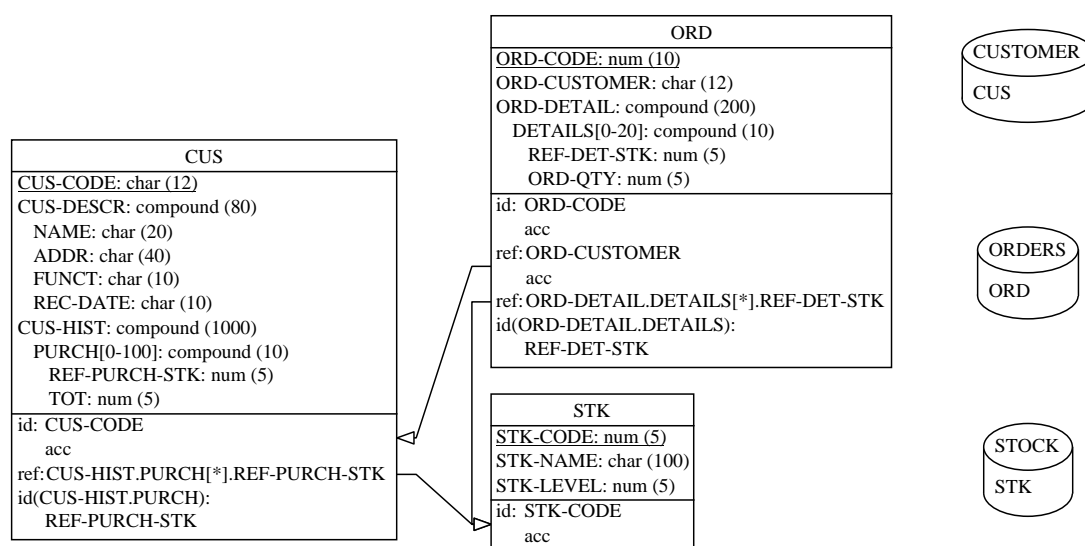 CUS
CUS-CODE: char (12)
CUS-DESCR: compound (80)
NAME: char (20)
ADDR: char (40)
FUNCT: char (10)
REC-DATE: char (10)
CUS-HIST: compound (1000)
PURCH[0-100]: compound (10)
REF-PURCH-STK: num (5)
TOT: num (5)
id: CUS-CODE
acc
ref:CUS-HIST.PURCH[*].REF-PURCH-STK
id(CUS-HIST.PURCH):
REF-PURCH-STK
ORD
ORD-CODE: num (10)
ORD-CUSTOMER: char (12)
ORD-DETAIL: compound (200)
DETAILS[0-20]: compound (10)
REF-DET-STK: num (5)
ORD-QTY: num (5)
id: ORD-CODE
acc
ref:ORD-CUSTOMER
acc
ref:ORD-DETAIL.DETAILS[*].REF-DET-STK
id(ORD-DETAIL.DETAILS):
REF-DET-STK
STK
STK-CODE: num (5)
STK-NAME: char (100)
STK-LEVEL: num (5)
id: STK-CODE
acc
CUSTOMER
CUS
ORDERS
ORD
STOCK
STK